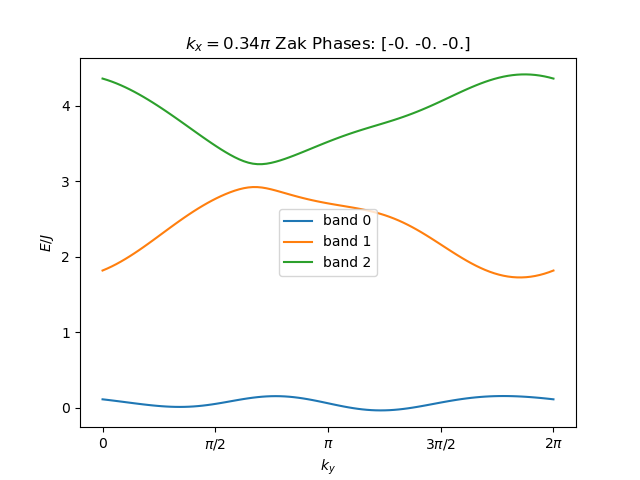 $k_x = 0.34\pi$ Zak Phases: [-0. -0. -0.]
E/J
4
3
2
1
0
band 0
band 1
band 2
0
π/2
π
3π/2
2π
$k_y$